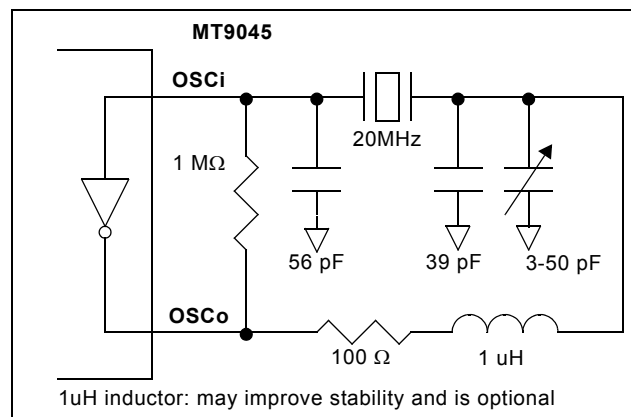 MT9045
OSCi
20MHz
1 MΩ
56 pF
39 pF
3-50 pF
OSCo
100 Ω
1 uH
1uH inductor: may improve stability and is optional